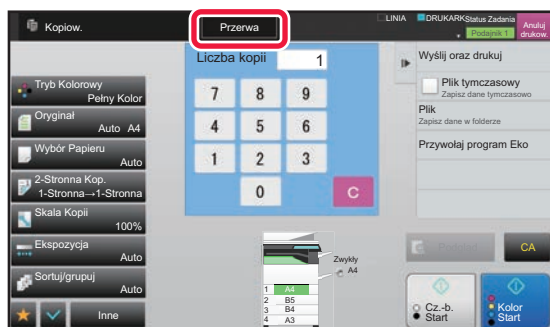 Kopiow.
Przerwa
LINIA
DRUKARK
Status Zadania
Podajnik 1
Anuluj
drukow.
Tryb Kolorowy
Pełny Kolor
Oryginał
Auto A4
Wybór Papieru
Auto
2-Stronna Kop.
1-Stronna→1-Stronna
Skala Kopii
100%
Ekspozycja
Auto
Sortuj/grupuj
Auto
Inne
Liczba kopii 1
7 8 9
4 5 6
1 2 3
0 C
Zwykły
A4
1 A4
2 B5
3 B4
4 A3
Wyślij oraz drukuj
Plik tymczasowy
Zapisz dane tymczasowo
Plik
Zapisz dane w folderze
Przywołaj program Eko
CA
Cz.-b.
Start
Kolor
Start